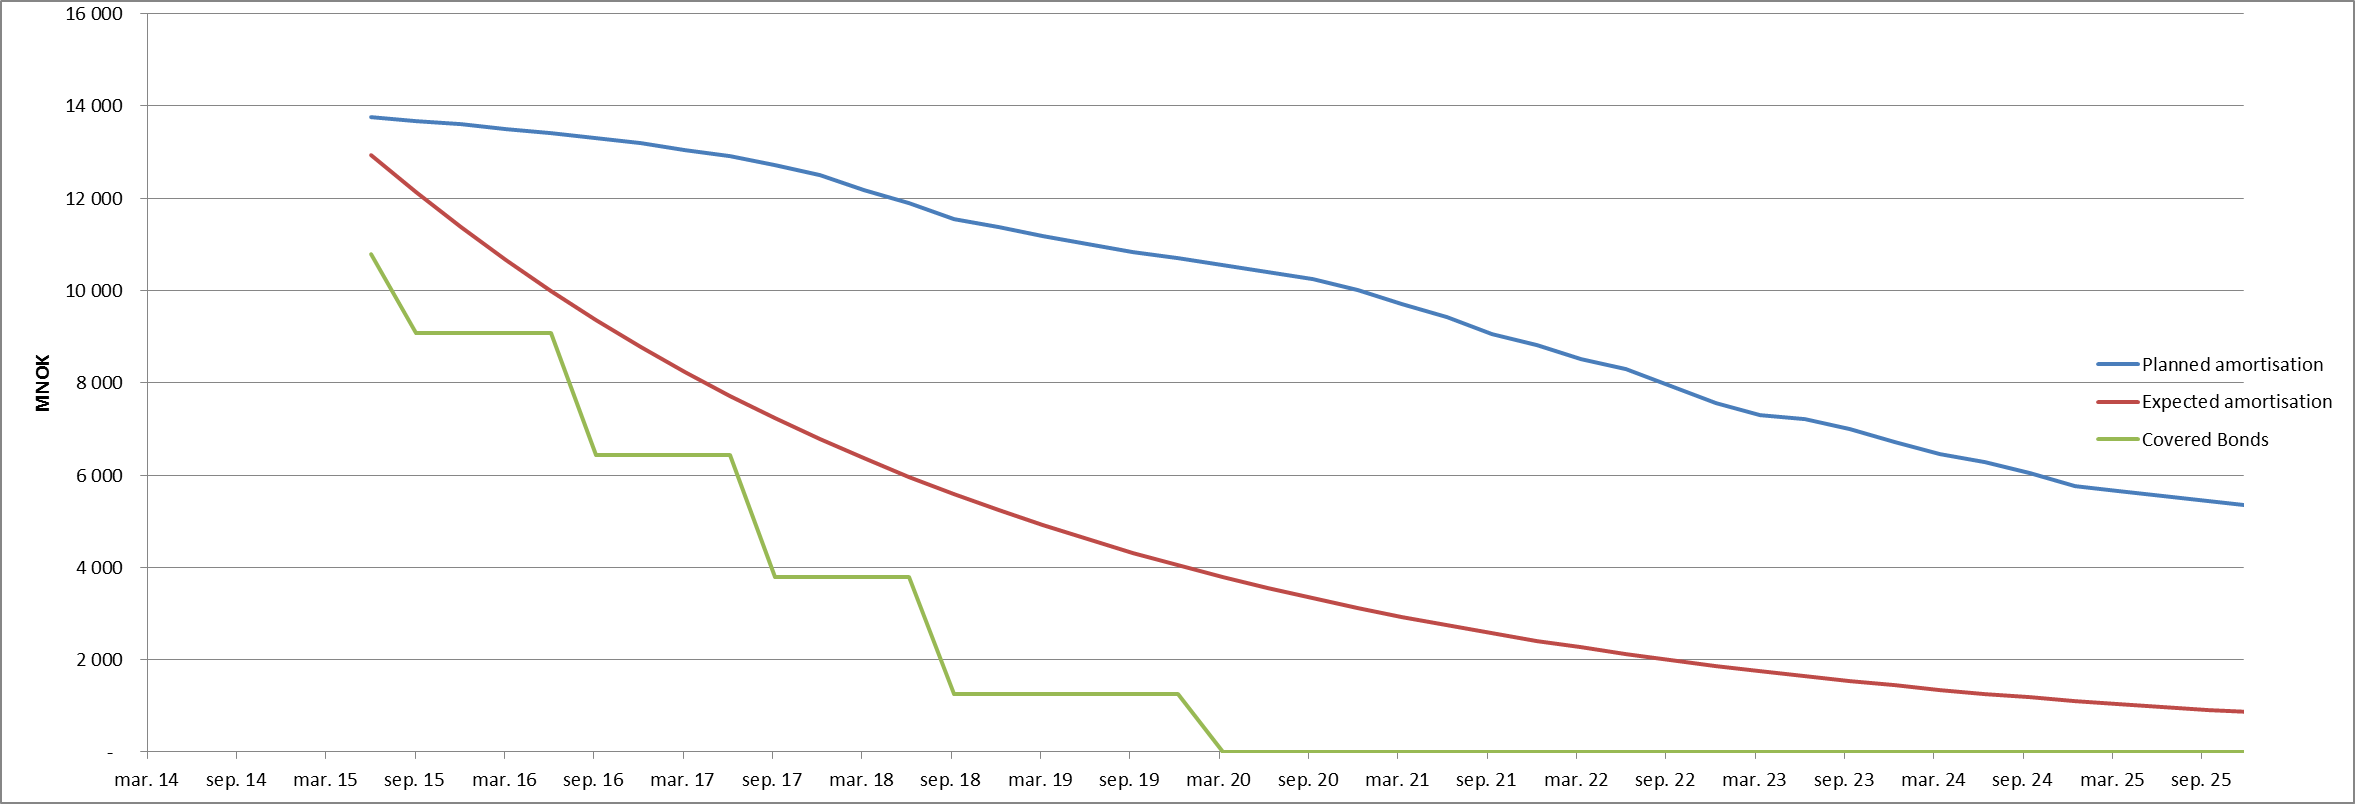 16 000
14 000
12 000
10 000
8 000
6 000
4 000
2 000
-
MNOK
Planned amortisation
Expected amortisation
Covered Bonds
mar. 14 sep. 14 mar. 15 sep. 15 mar. 16 sep. 16 mar. 17 sep. 17 mar. 18 sep. 18 mar. 19 sep. 19 mar. 20 sep. 20 mar. 21 sep. 21 mar. 22 sep. 22 mar. 23 sep. 23 mar. 24 sep. 24 mar. 25 sep. 25